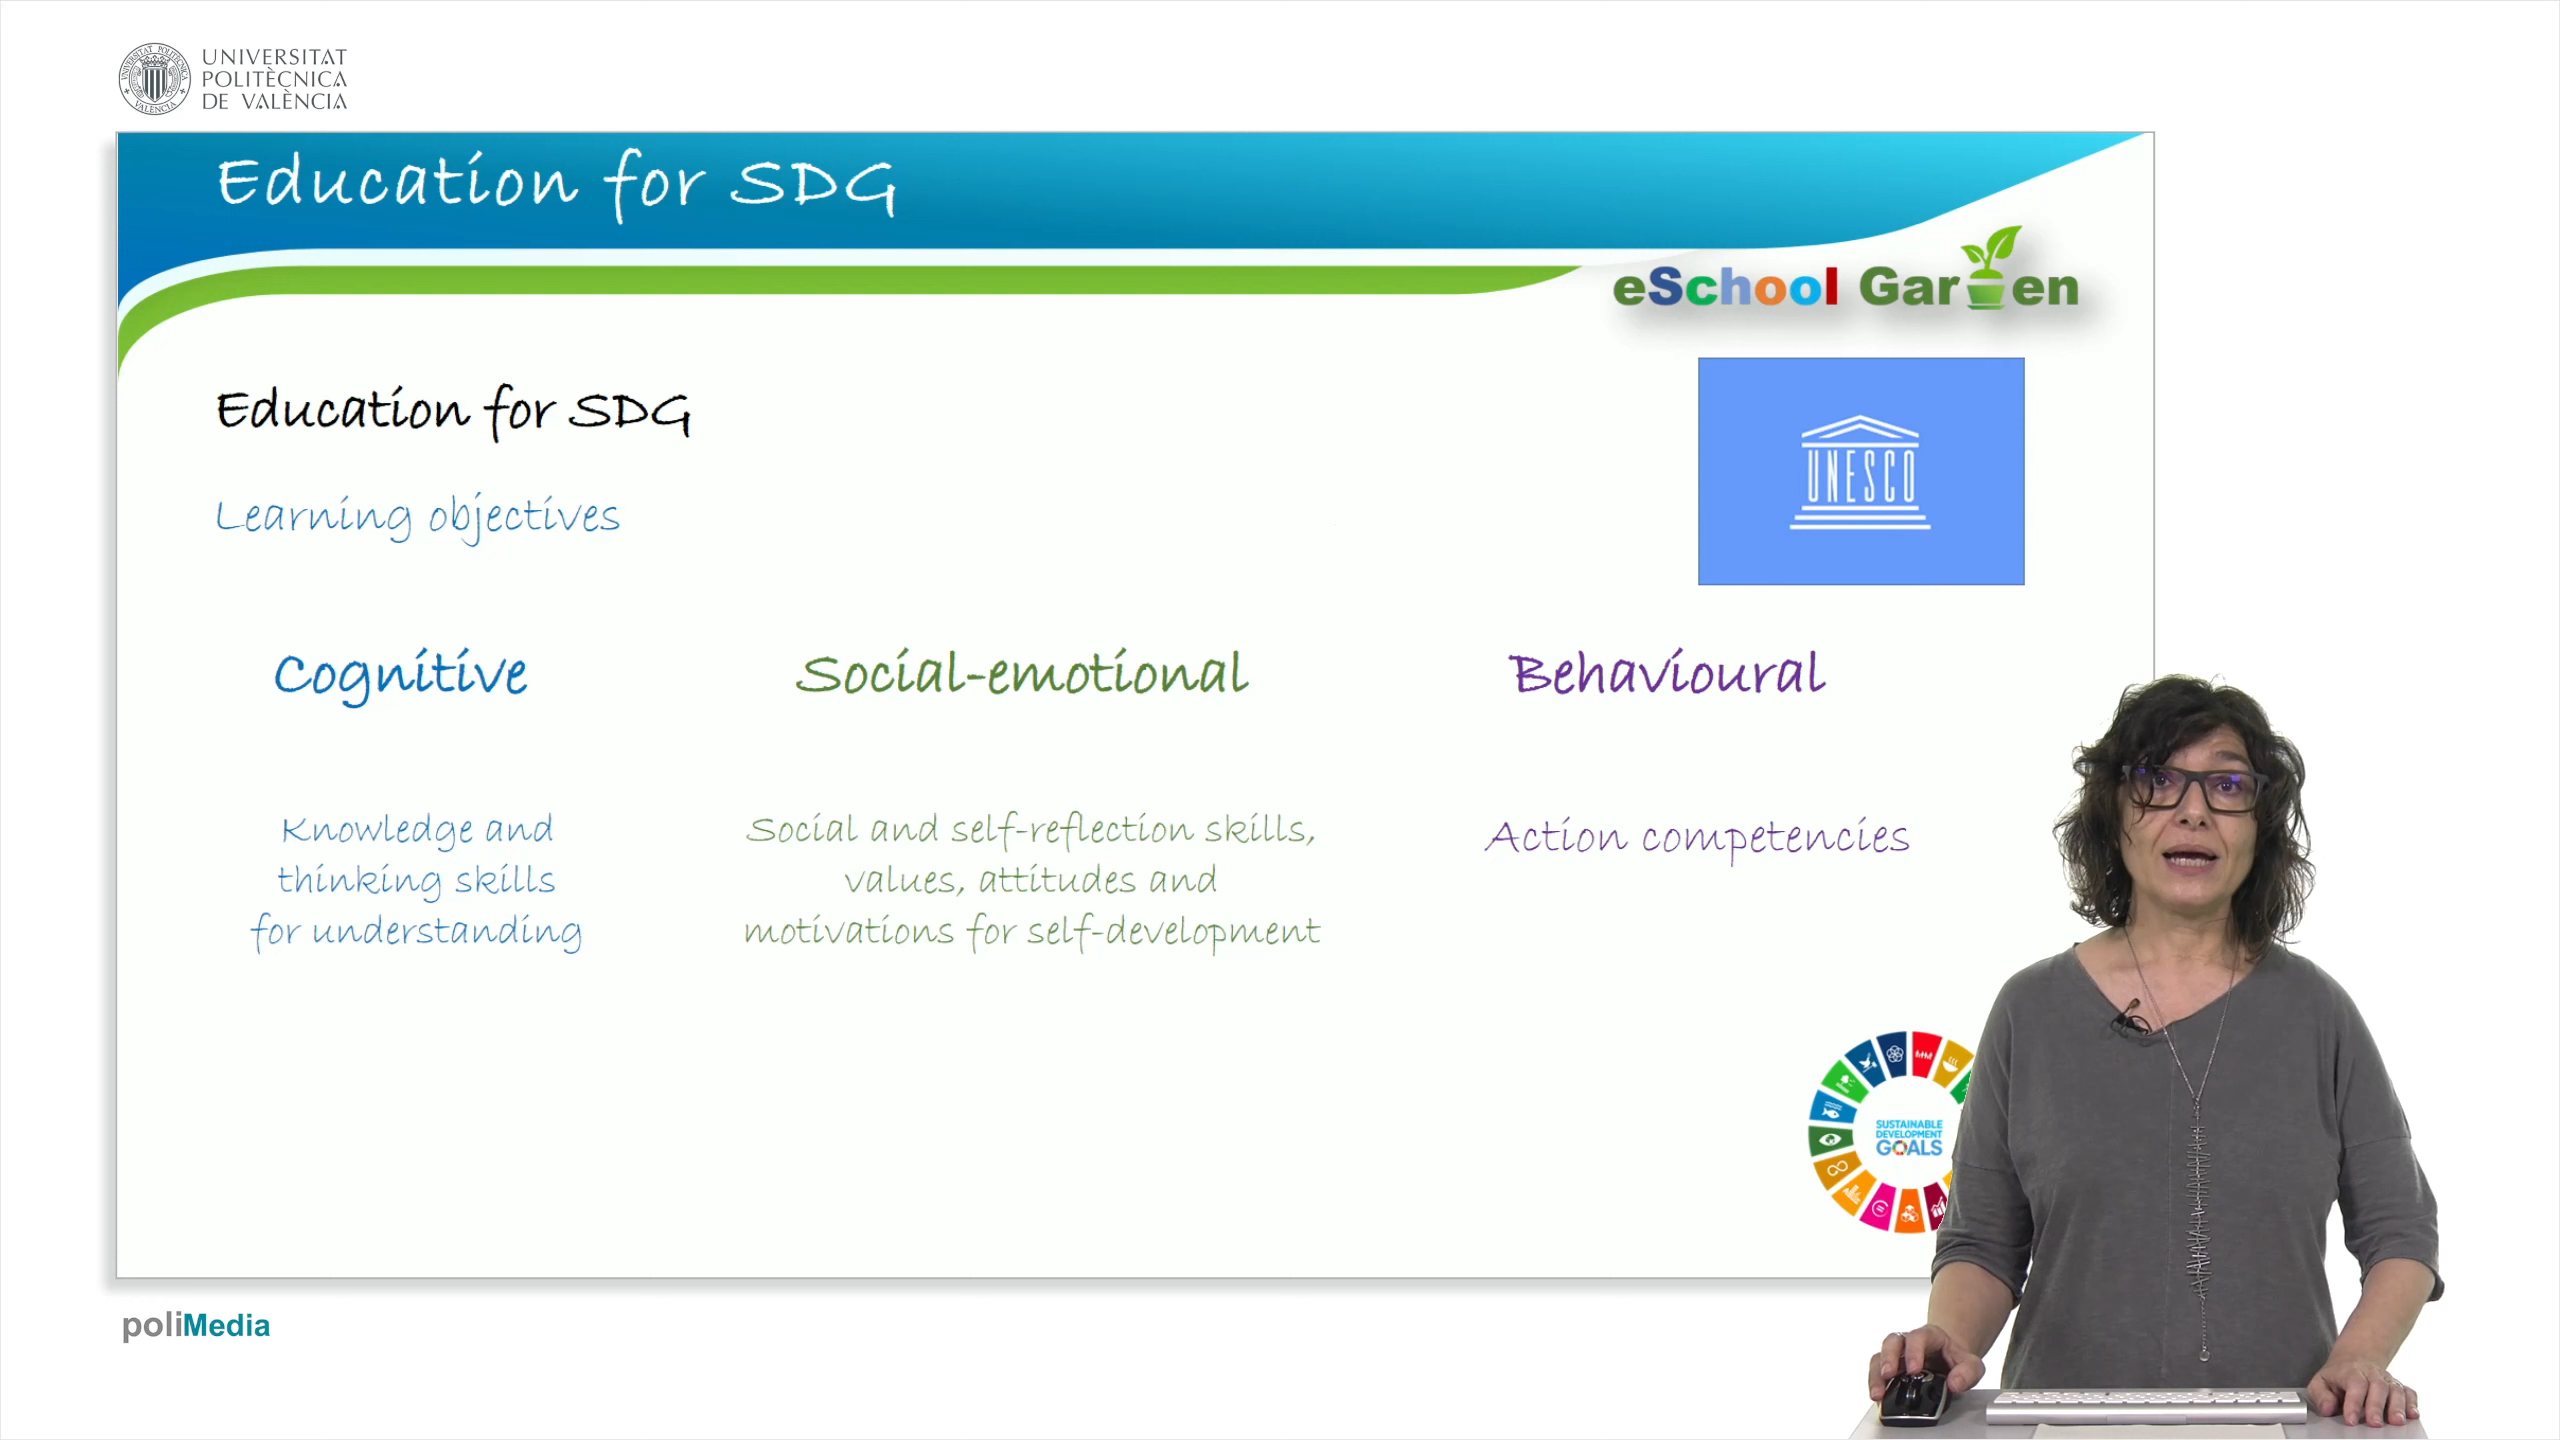 UNIVERSITAT
POLITÈCNICA
DE VALÈNCIA
Education for SDG
eSchool Garden
Education for SDG
UNESCO
Learning objectives
Cognitive
Social-emotional
Behavioural
Knowledge and
thinking skills
for understanding
Social and self-reflection skills,
values, attitudes and
motivations for self-development
Action competencies
SUSTAINABLE
DEVELOPMENT
GOALS
poliMedia